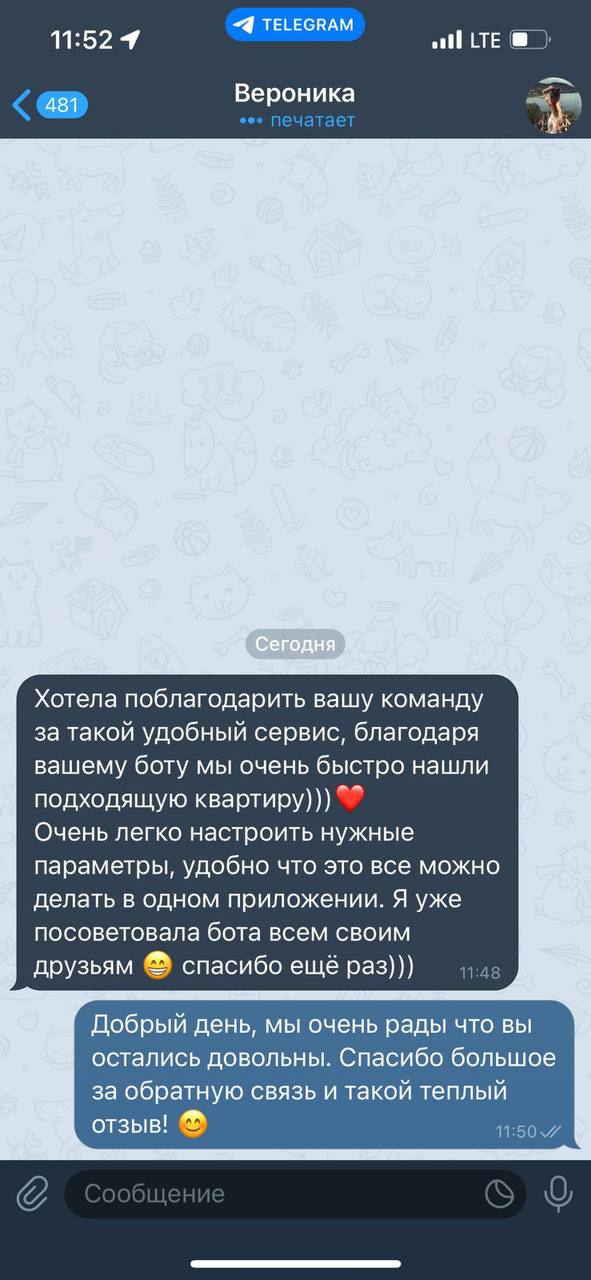 11:52
TELEGRAM
LTE
481
Вероника
печатает
Сегодня
Хотела поблагодарить вашу команду
за такой удобный сервис, благодаря
вашему боту мы очень быстро нашли
подходящую квартиру)))❤️
Очень легко настроить нужные
параметры, удобно что это все можно
делать в одном приложении. Я уже
посоветовала бота всем своим
друзьям 😁 спасибо ещё раз)))
11:48
Добрый день, мы очень рады что вы
остались довольны. Спасибо большое
за обратную связь и такой теплый
отзыв! 😊
11:50
Сообщение